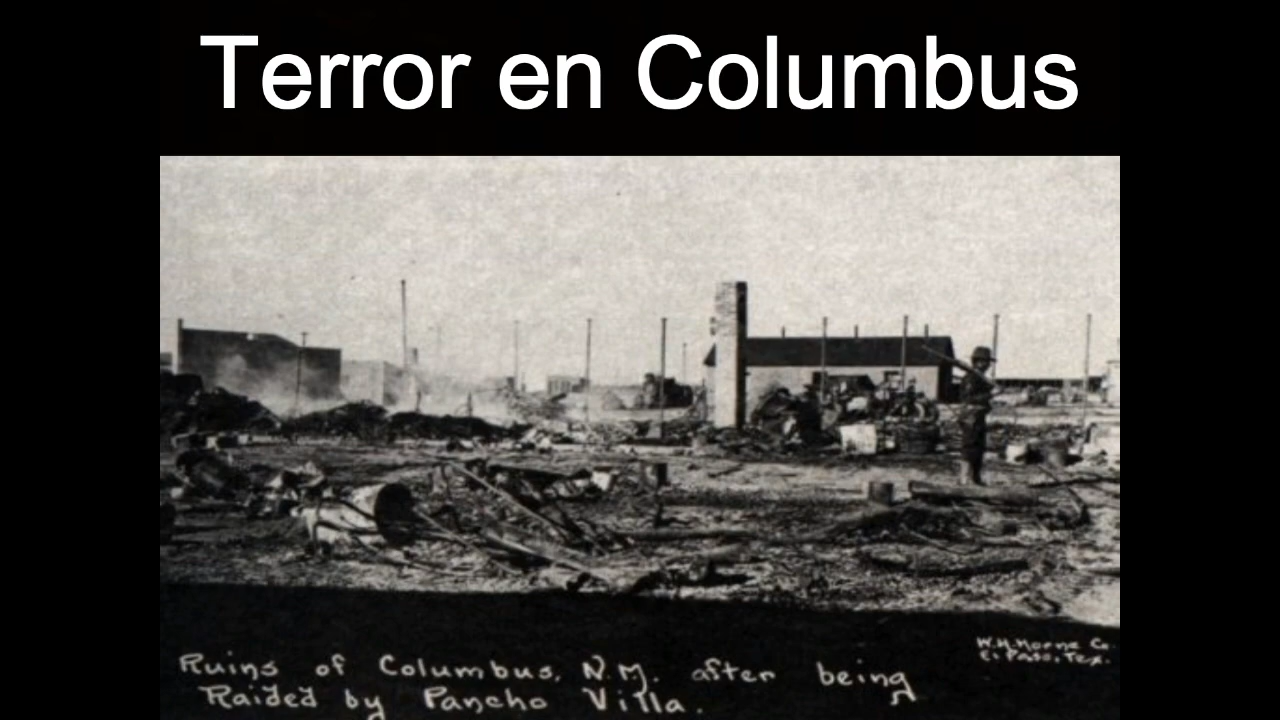 Terror en Columbus
W.H. Horne Co.
El Paso, Tex.
Ruins of Columbus, N.M. after being
Raided by Pancho Villa.